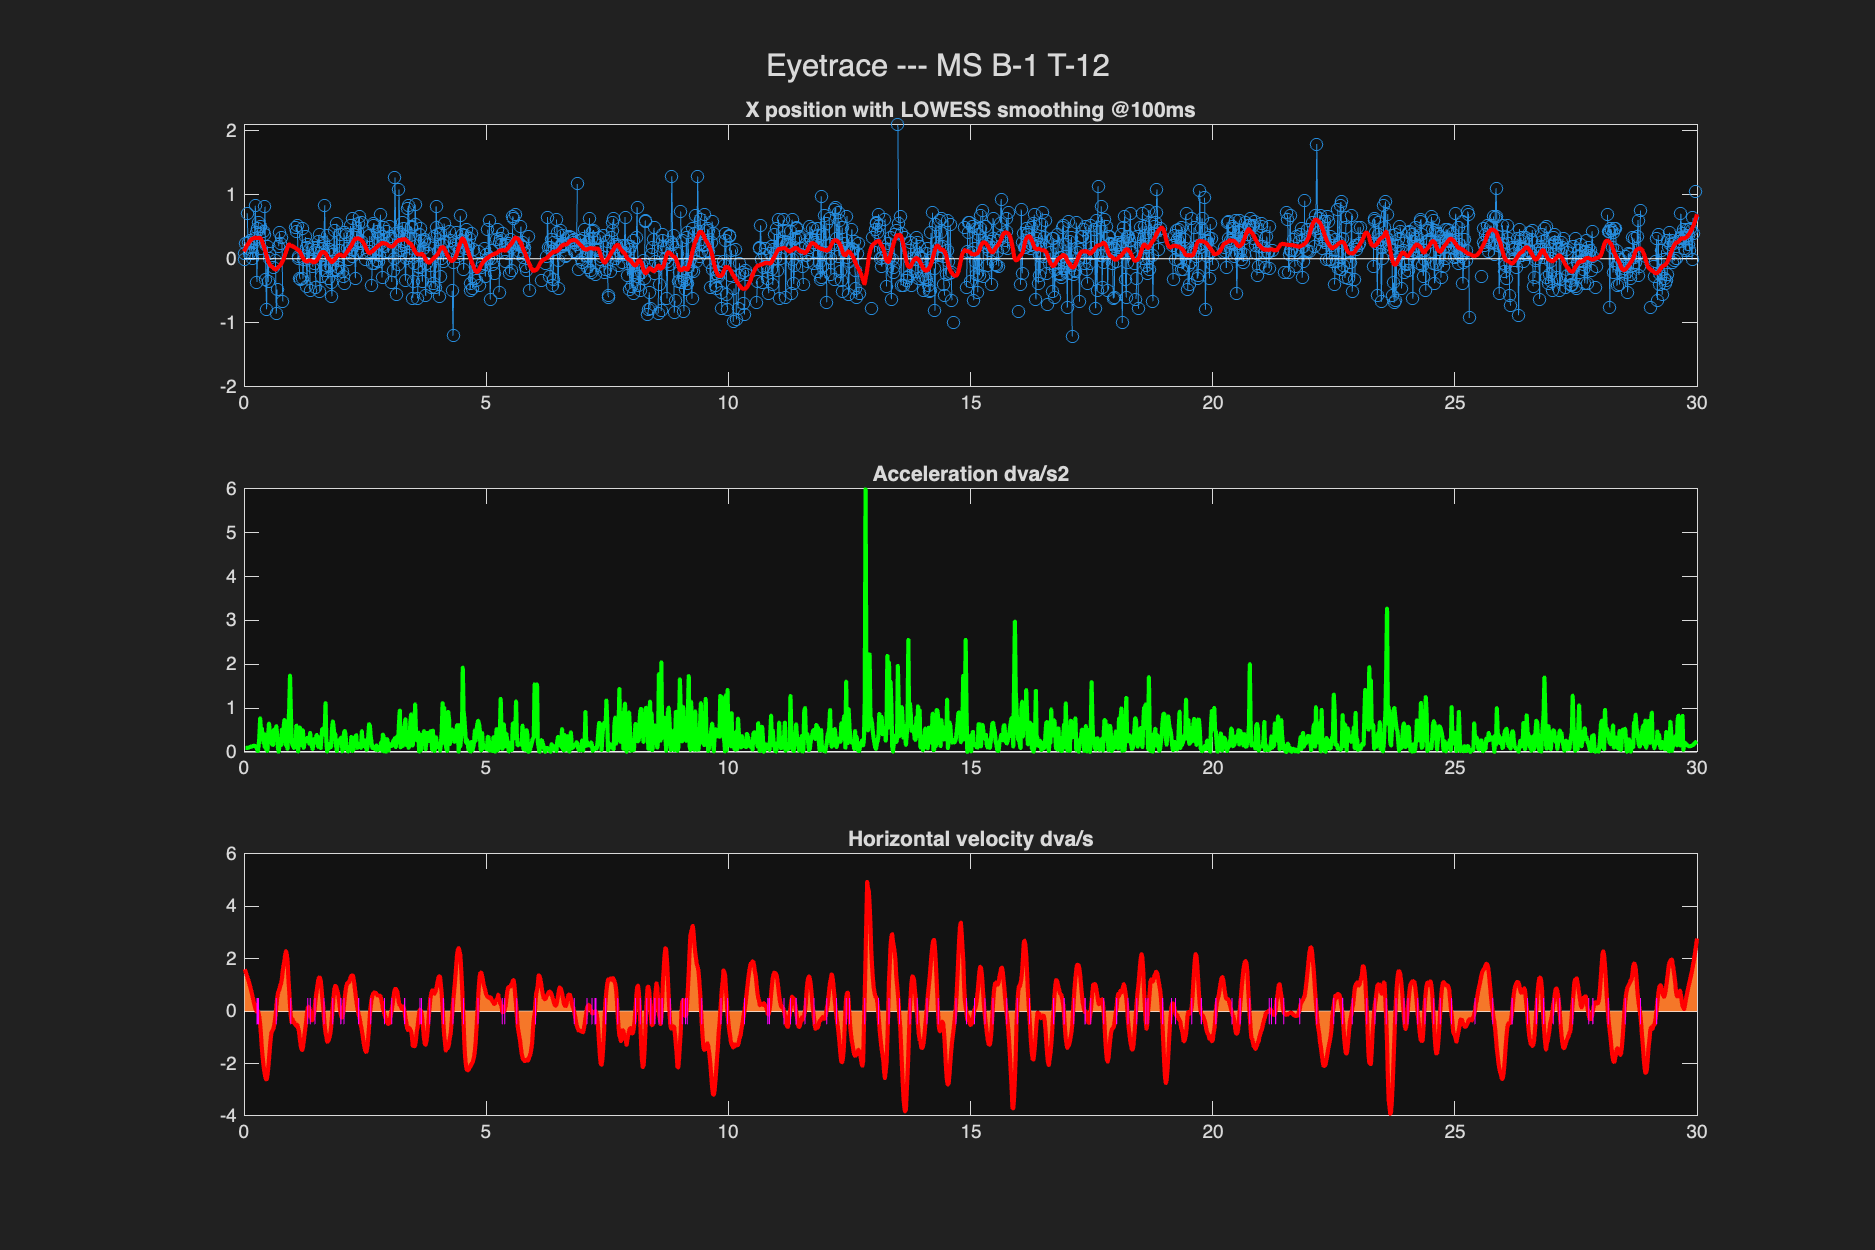 Eyetrace --- MS B-1 T-12
X position with LOWESS smoothing @100ms
2
1
0
-1
-2
0 5 10 15 20 25 30
Acceleration dva/s2
6
5
4
3
2
1
0
0 5 10 15 20 25 30
Horizontal velocity dva/s
6
4
2
0
-2
-4
0 5 10 15 20 25 30